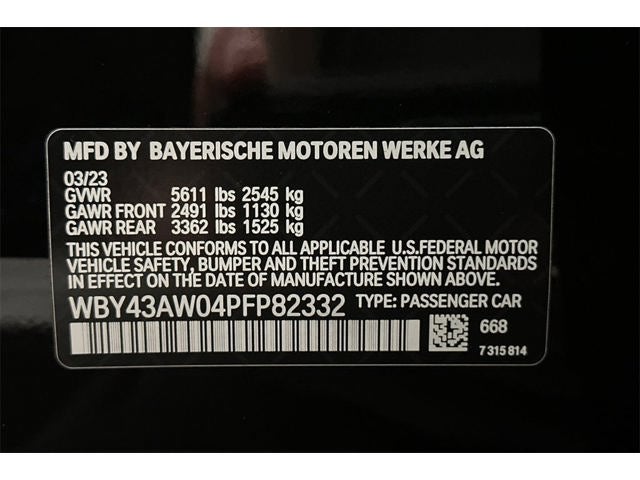 MFD BY BAYERISCHE MOTOREN WERKE AG
03/23
GVWR 5611 lbs 2545 kg
GAWR FRONT 2491 lbs 1130 kg
GAWR REAR 3362 lbs 1525 kg
THIS VEHICLE CONFORMS TO ALL APPLICABLE U.S.FEDERAL MOTOR
VEHICLE SAFETY, BUMPER AND THEFT PREVENTION STANDARDS
IN EFFECT ON THE DATE OF MANUFACTURE SHOWN ABOVE.
WBY43AW04PFP82332 TYPE: PASSENGER CAR
668
7 315 814